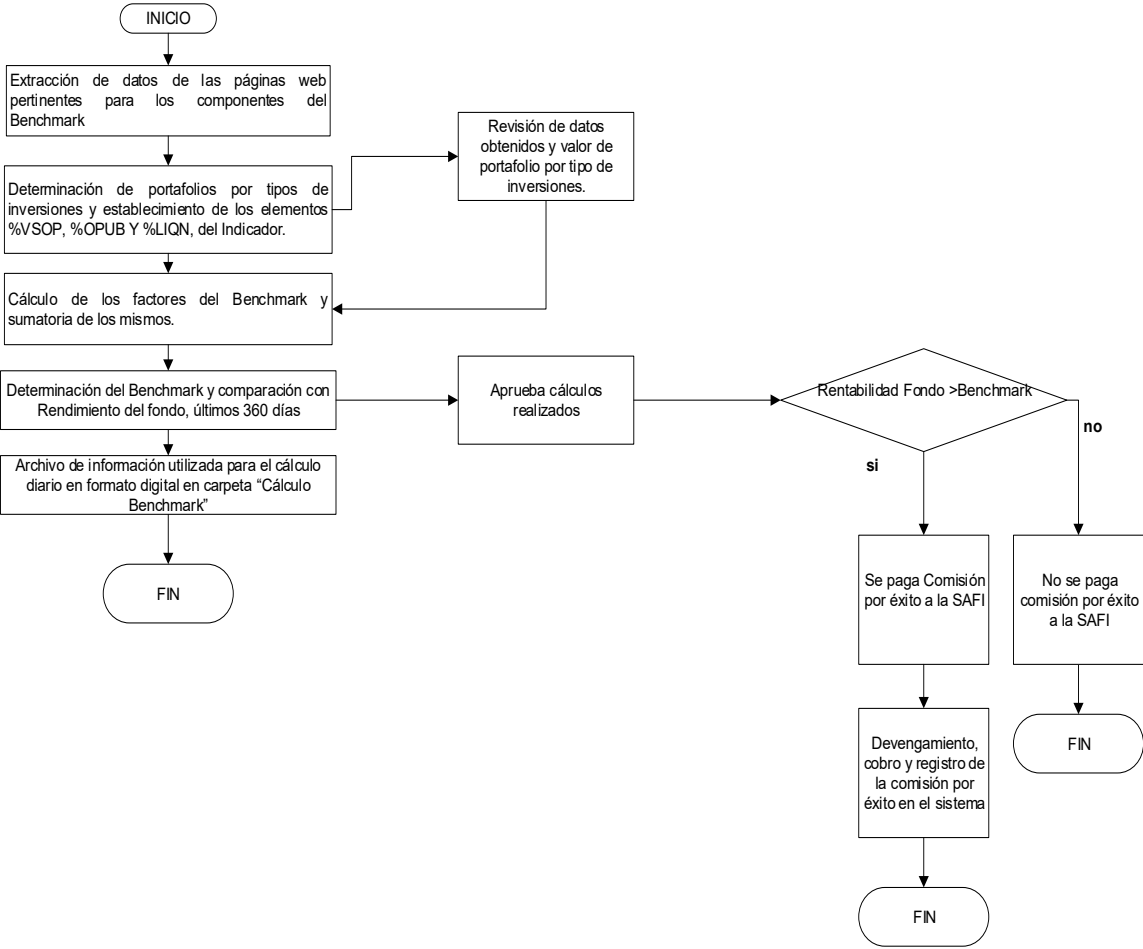 INICIO
Extracción de datos de las páginas web
pertinentes para los componentes del
Benchmark
Determinación de portafolios por tipos de
inversiones y establecimiento de los elementos
%VSOP, %OPUB Y %LIQN, del Indicador.
Revisión de datos
obtenidos y valor de
portafolio por tipo de
inversiones.
Cálculo de los factores del Benchmark y
sumatoria de los mismos.
Determinación del Benchmark y comparación con
Rendimiento del fondo, últimos 360 días
Aprueba cálculos
realizados
Rentabilidad Fondo >Benchmark
no
si
Archivo de información utilizada para el cálculo
diario en formato digital en carpeta “Cálculo
Benchmark”
FIN
Se paga Comisión
por éxito a la SAFI
No se paga
comisión por éxito
a la SAFI
Devengamiento,
cobro y registro de
la comisión por
éxito en el sistema
FIN
FIN